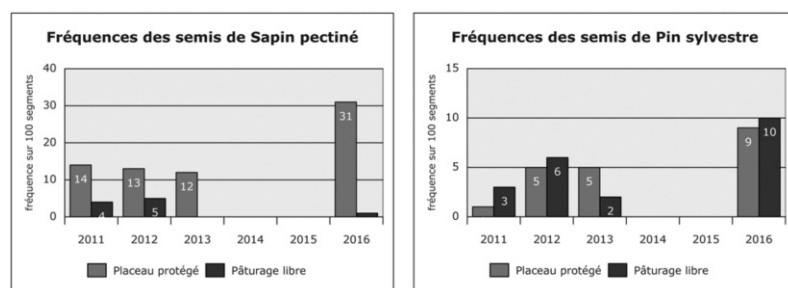 Fréquences des semis de Sapin pectiné
fréquence sur 100 segments
40
30
20
10
0
14
4
13
5
12
31
2011 2012 2013 2014 2015 2016
Placeau protégé Pâturage libre
Fréquences des semis de Pin sylvestre
fréquence sur 100 segments
15
10
5
0
3
5
6
5
2
9
10
2011 2012 2013 2014 2015 2016
Placeau protégé Pâturage libre